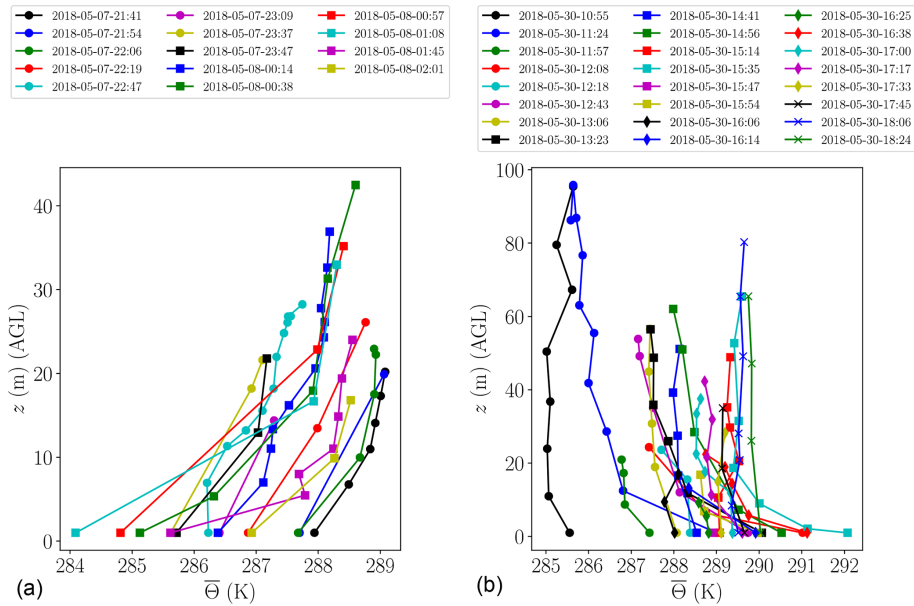 2018-05-07-21:41 2018-05-07-23:09 2018-05-08-00:57
2018-05-07-21:54 2018-05-07-23:37 2018-05-08-01:08
2018-05-07-22:06 2018-05-07-23:47 2018-05-08-01:45
2018-05-07-22:19 2018-05-08-00:14 2018-05-08-02:01
2018-05-07-22:47 2018-05-08-00:38
40
30
20
10
0
z (m) (AGL)
284 285 286 287 288 289
(a)
Θ̅ (K)
2018-05-30-10:55 2018-05-30-14:41 2018-05-30-16:25
2018-05-30-11:24 2018-05-30-14:56 2018-05-30-16:38
2018-05-30-11:57 2018-05-30-15:14 2018-05-30-17:00
2018-05-30-12:08 2018-05-30-15:35 2018-05-30-17:17
2018-05-30-12:18 2018-05-30-15:47 2018-05-30-17:33
2018-05-30-12:43 2018-05-30-15:54 2018-05-30-17:45
2018-05-30-13:06 2018-05-30-16:06 2018-05-30-18:06
2018-05-30-13:23 2018-05-30-16:14 2018-05-30-18:24
100
80
60
40
20
0
z (m) (AGL)
285 286 287 288 289 290 291 292
(b)
Θ̅ (K)